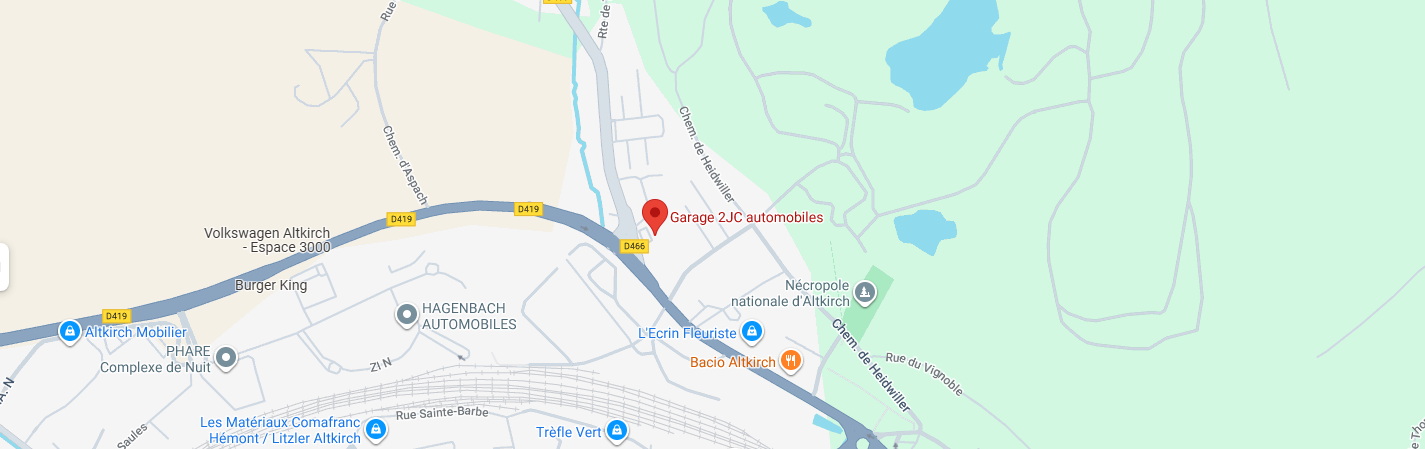 D466
Rue
Rte de
Chem. de Heidwiller
Chem. d'Aspach
D419
D419
Garage 2JC automobiles
Volkswagen Altkirch
- Espace 3000
D466
Burger King
Nécropole
nationale d'Altkirch
HAGENBACH
AUTOMOBILES
D419
Altkirch Mobilier
L'Ecrin Fleuriste
Chem. de Heidwiller
PHARE
Complexe de Nuit
ZI N
Bacio Altkirch
Rue du Vignoble
A. N
Rue Sainte-Barbe
Les Matériaux Comafranc
Hémont / Litzler Altkirch
Saules
Trèfle Vert
e Tho